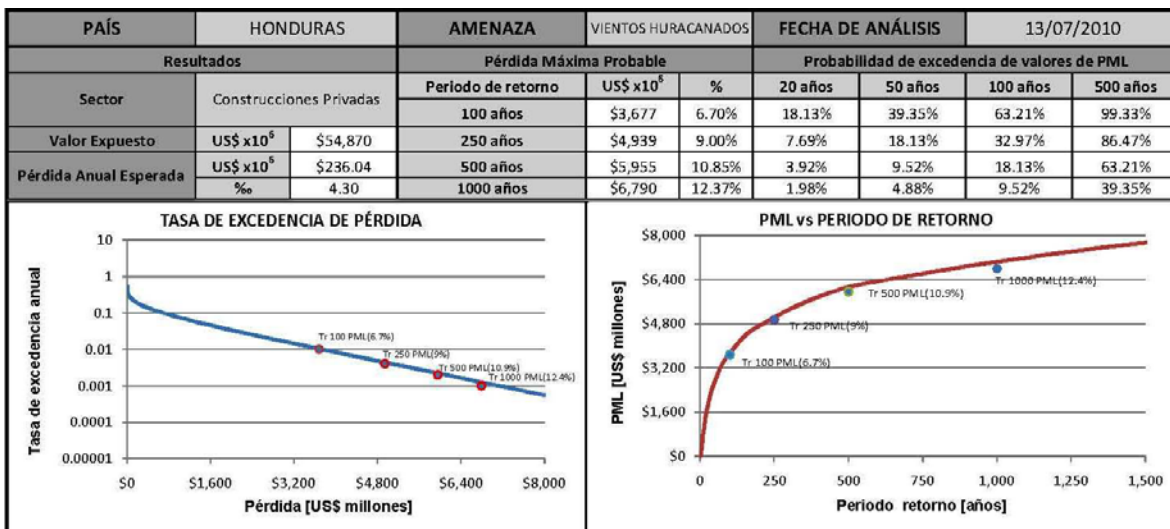 PAÍS HONDURAS AMENAZA VIENTOS HURACANADOS FECHA DE ANÁLISIS 13/07/2010
Resultados Pérdida Máxima Probable Probabilidad de excedencia de valores de PML
Sector Construcciones Privadas Periodo de retorno US$ x10⁶ % 20 años 50 años 100 años 500 años
100 años $3,677 6.70% 18.13% 39.35% 63.21% 99.33%
Valor Expuesto US$ x10⁶ $54,870 250 años $4,939 9.00% 7.69% 18.13% 32.97% 86.47%
Pérdida Anual Esperada US$ x10⁶ $236.04 500 años $5,955 10.85% 3.92% 9.52% 18.13% 63.21%
‰ 4.30 1000 años $6,790 12.37% 1.98% 4.88% 9.52% 39.35%
TASA DE EXCEDENCIA DE PÉRDIDA
Tasa de excedencia anual
10
1
0.1
0.01
0.001
0.0001
0.00001
Tr 100 PML(6.7%)
Tr 250 PML(9%)
Tr 500 PML(10.9%)
Tr 1000 PML(12.4%)
$0 $1,600 $3,200 $4,800 $6,400 $8,000
Pérdida [US$ millones]
PML vs PERIODO DE RETORNO
PML [US$ millones]
$8,000
$6,400
$4,800
$3,200
$1,600
$0
Tr 1000 PML(12.4%)
Tr 500 PML(10.9%)
Tr 250 PML(9%)
Tr 100 PML(6.7%)
0 250 500 750 1,000 1,250 1,500
Periodo retorno [años]